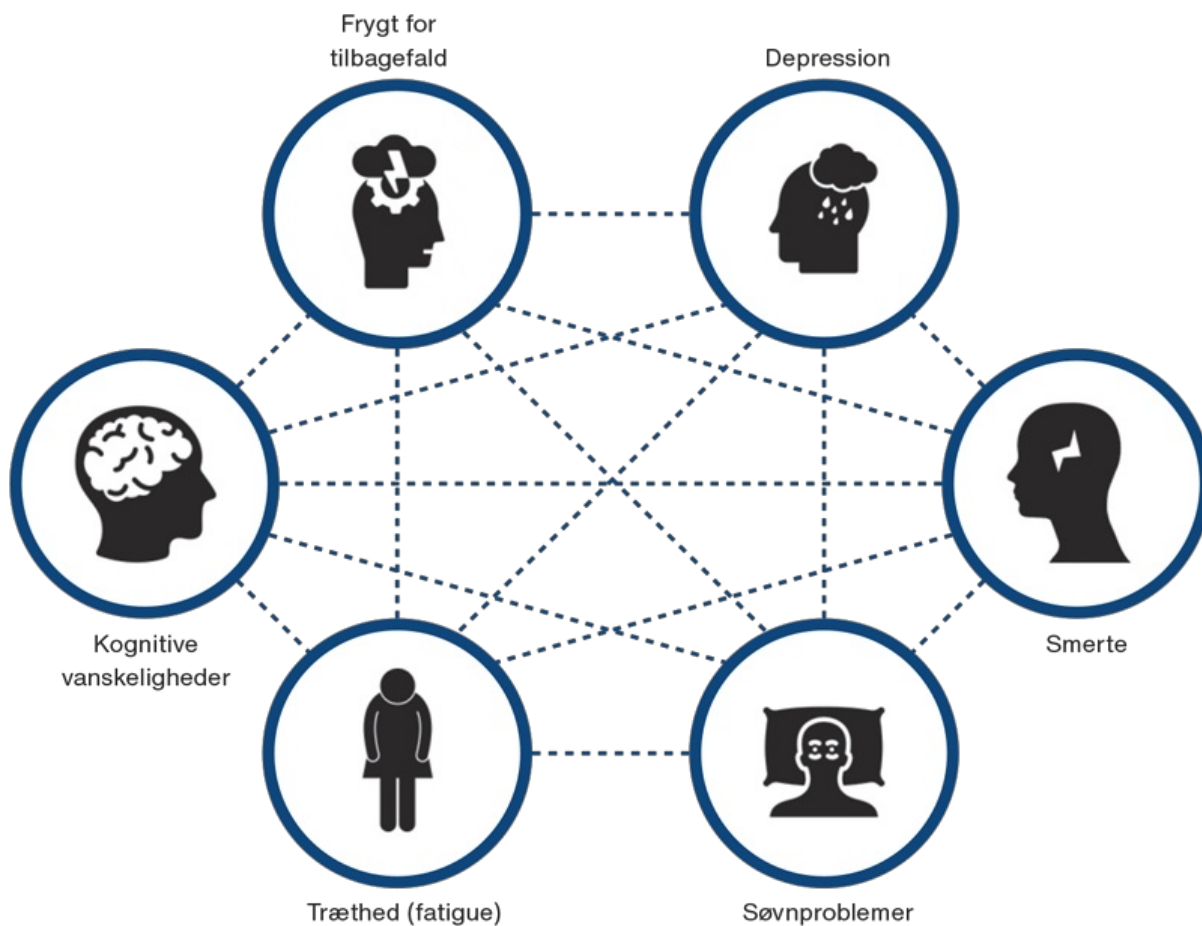 Frygt for
tilbagefald
Depression
Kognitive
vanskeligheder
Smerte
Træthed (fatigue)
Søvnproblemer